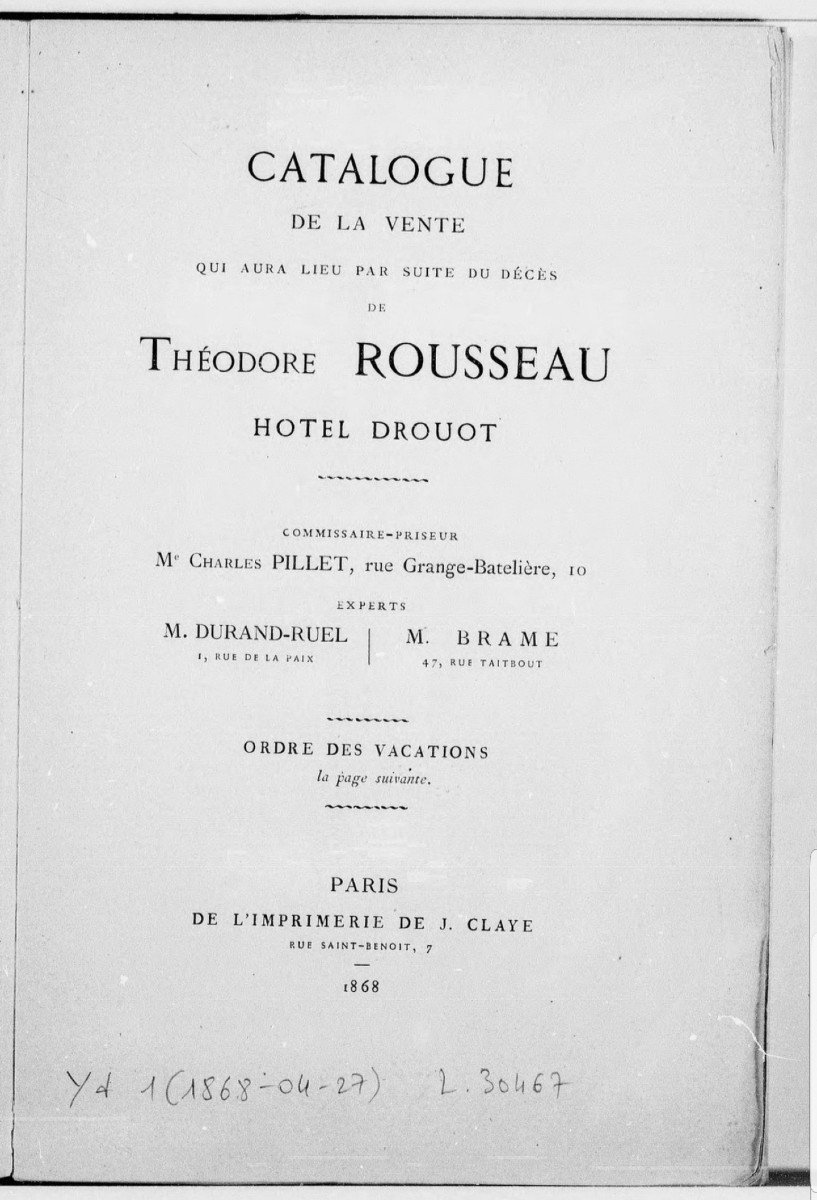 CATALOGUE
DE LA VENTE
QUI AURA LIEU PAR SUITE DU DÉCÈS
DE
THÉODORE ROUSSEAU
HOTEL DROUOT
COMMISSAIRE-PRISEUR
Me CHARLES PILLET, rue Grange-Batelière, 10
EXPERTS
M. DURAND-RUEL
1, RUE DE LA PAIX
M. BRAME
47, RUE TAITBOUT
ORDRE DES VACATIONS
la page suivante.
PARIS
DE L'IMPRIMERIE DE J. CLAYE
RUE SAINT-BENOIT, 7
1868
Yd 1 (1868-04-27) L.30467